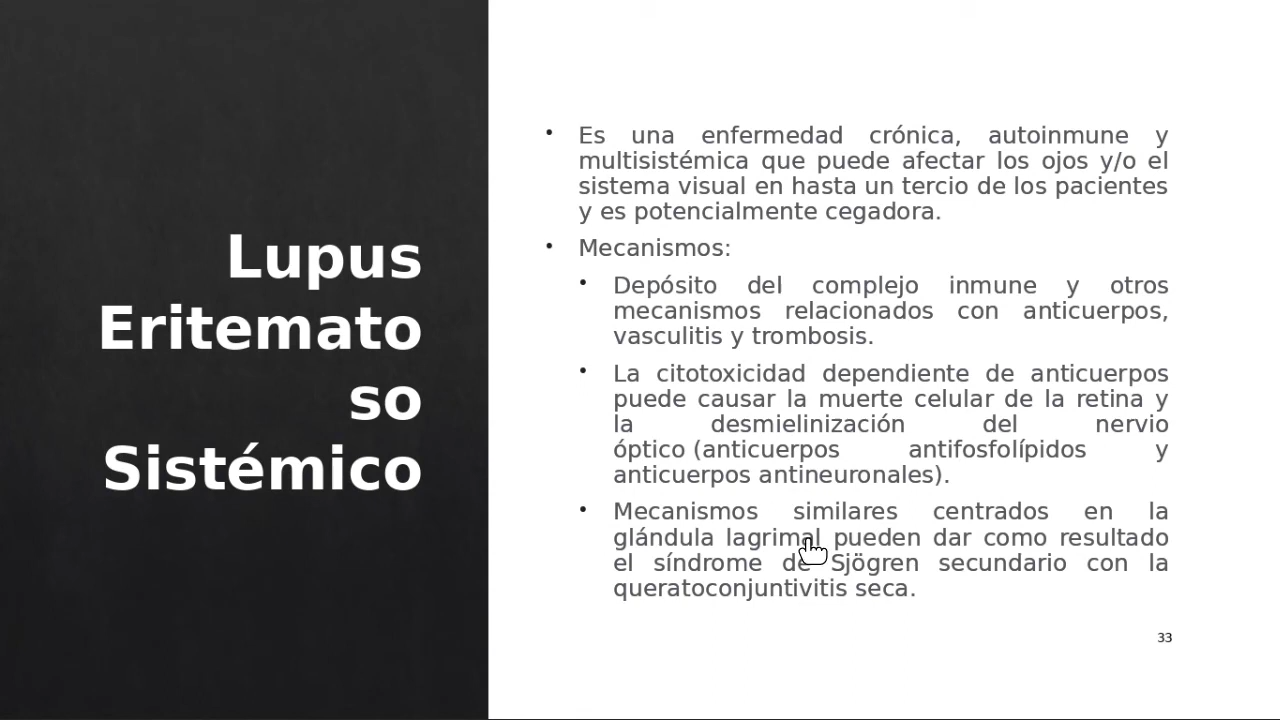 Lupus
Eritemato
so
Sistémico
• Es una enfermedad crónica, autoinmune y
multisistémica que puede afectar los ojos y/o el
sistema visual en hasta un tercio de los pacientes
y es potencialmente cegadora.
• Mecanismos:
• Depósito del complejo inmune y otros
mecanismos relacionados con anticuerpos,
vasculitis y trombosis.
• La citotoxicidad dependiente de anticuerpos
puede causar la muerte celular de la retina y
la desmielinización del nervio
óptico (anticuerpos antifosfolípidos y
anticuerpos antineuronales).
• Mecanismos similares centrados en la
glándula lagrimal pueden dar como resultado
el síndrome de Sjögren secundario con la
queratoconjuntivitis seca.
33